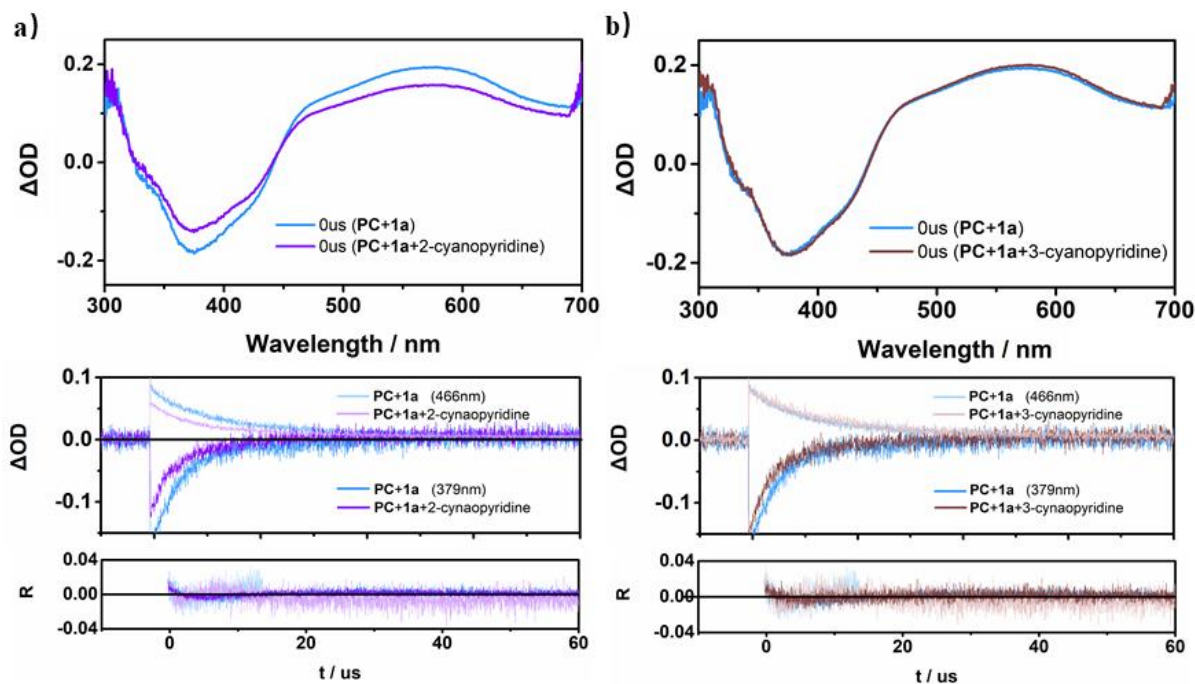 a)
0.2
0.0
-0.2
ΔOD
0us (PC+1a)
0us (PC+1a+2-cyanopyridine)
300 400 500 600 700
Wavelength / nm
0.1
0.0
-0.1
ΔOD
PC+1a (466nm)
PC+1a+2-cynaopyridine
PC+1a (379nm)
PC+1a+2-cynaopyridine
0.04
0.00
-0.04
R
0 20 40 60
t / us
b)
0.2
0.0
-0.2
ΔOD
0us (PC+1a)
0us (PC+1a+3-cyanopyridine)
300 400 500 600 700
Wavelength / nm
0.1
0.0
-0.1
ΔOD
PC+1a (466nm)
PC+1a+3-cynaopyridine
PC+1a (379nm)
PC+1a+3-cynaopyridine
0.04
0.00
-0.04
R
0 20 40 60
t / us